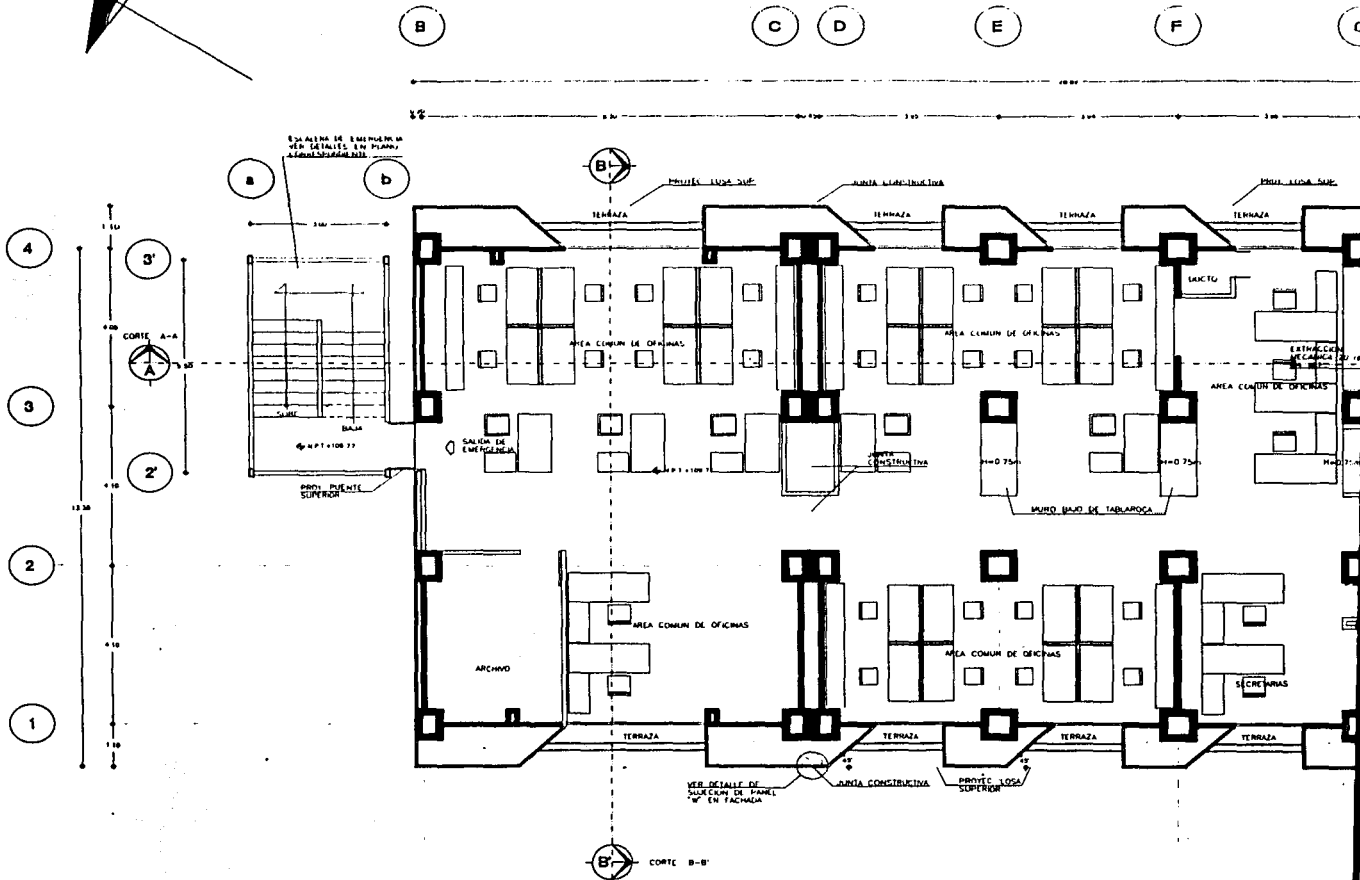 B
C
D
E
F
ESCALERA DE EMERGENCIA
VER DETALLES EN PLANO
CORRESPONDIENTE
a
b
B
PROYEC LOSA SUP
JUNTA CONSTRUCTIVA
PROY. LOSA SUP
TERRAZA
TERRAZA
TERRAZA
TERRAZA
4
3'
DUCTO
CORTE A-A
A
AREA COMUN DE OFICINAS
AREA COMUN DE OFICINAS
EXTRACCION
MECANICA
AREA COMUN DE OFICINAS
3
SUBE
BAJA
SALIDA DE
EMERGENCIA
JUNTA
CONSTRUCTIVA
H=0.75m
H=0.75m
2'
PROY. PUENTE
SUPERIOR
MURO BAJO DE TABLAROCA
2
AREA COMUN DE OFICINAS
AREA COMUN DE OFICINAS
ARCHIVO
SECRETARIAS
1
TERRAZA
TERRAZA
TERRAZA
TERRAZA
VER DETALLE DE
SUJECION DE PANEL
"W" EN FACHADA
JUNTA CONSTRUCTIVA
PROYEC LOSA
SUPERIOR
B'
CORTE B-B'